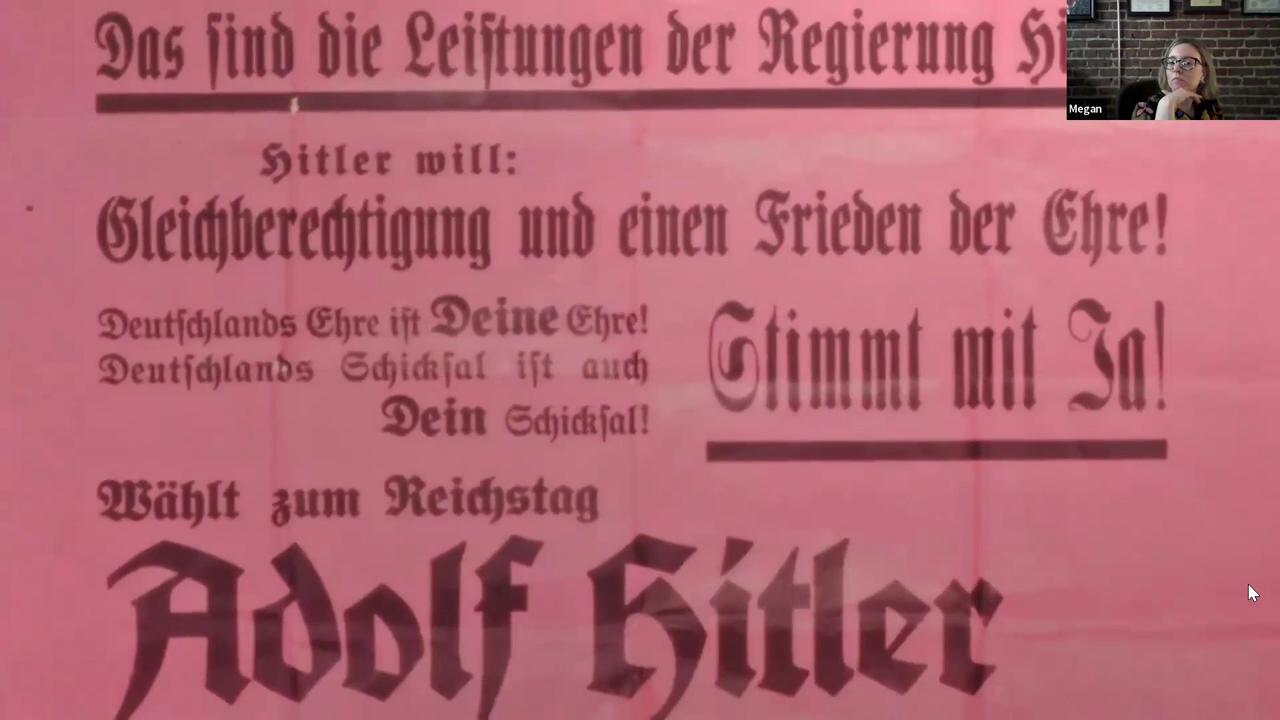 Das sind die Leistungen der Regierung
Megan
Hitler will:
Gleichberechtigung und einen Frieden der Ehre!
Deutschlands Ehre ist Deine Ehre!
Deutschlands Schicksal ist auch
Dein Schicksal!
Stimmt mit Ja!
Wählt zum Reichstag
Adolf Hitler